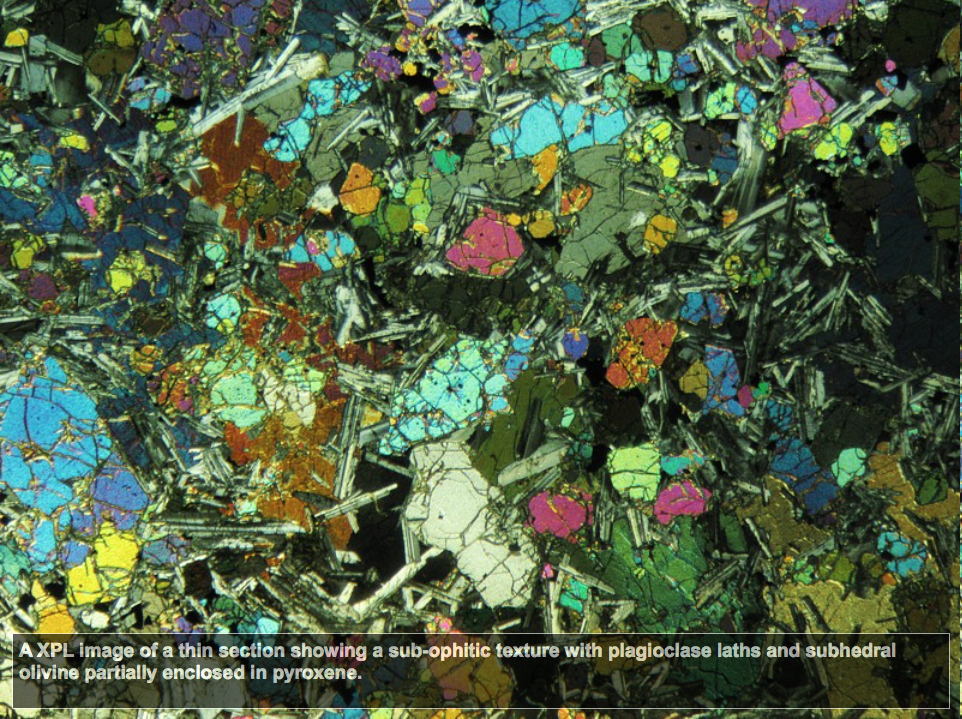 A XPL image of a thin section showing a sub-ophitic texture with plagioclase laths and subhedral
olivine partially enclosed in pyroxene.